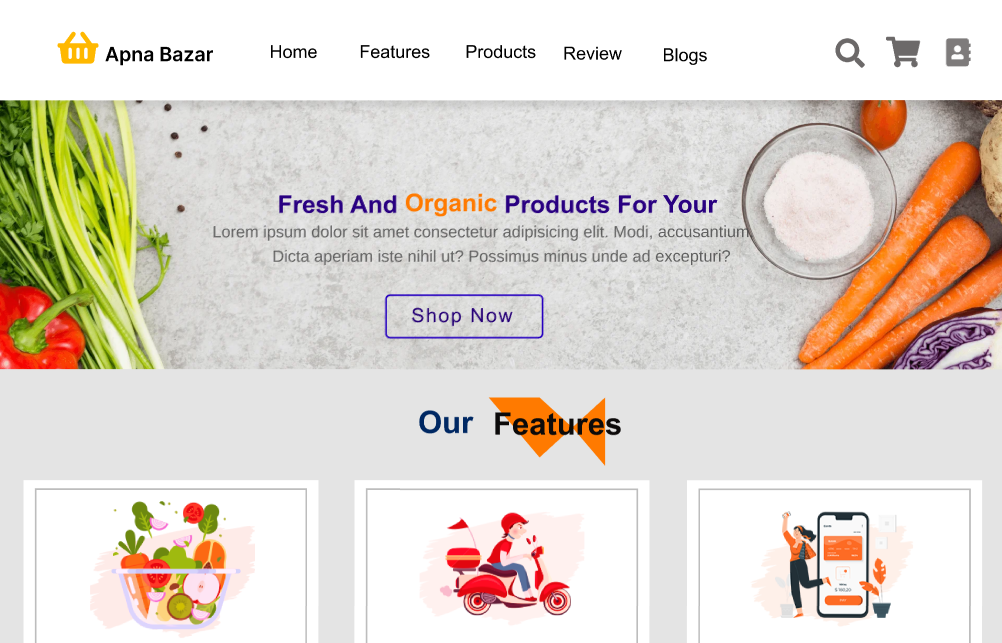 Apna Bazar
Home
Features
Products
Review
Blogs
Fresh And Organic Products For Your
Lorem ipsum dolor sit amet consectetur adipisicing elit. Modi, accusantium
Dicta aperiam iste nihil ut? Possimus minus unde ad excepturi?
Shop Now
Our Features